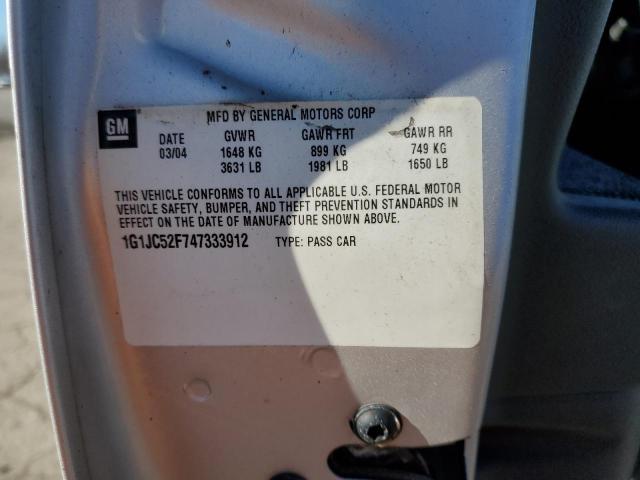 GM
MFD BY GENERAL MOTORS CORP
DATE GVWR GAWR FRT GAWR RR
03/04 1648 KG 899 KG 749 KG
3631 LB 1981 LB 1650 LB
THIS VEHICLE CONFORMS TO ALL APPLICABLE U.S. FEDERAL MOTOR
VEHICLE SAFETY, BUMPER, AND THEFT PREVENTION STANDARDS IN
EFFECT ON THE DATE OF MANUFACTURE SHOWN ABOVE.
1G1JC52F747333912 TYPE: PASS CAR